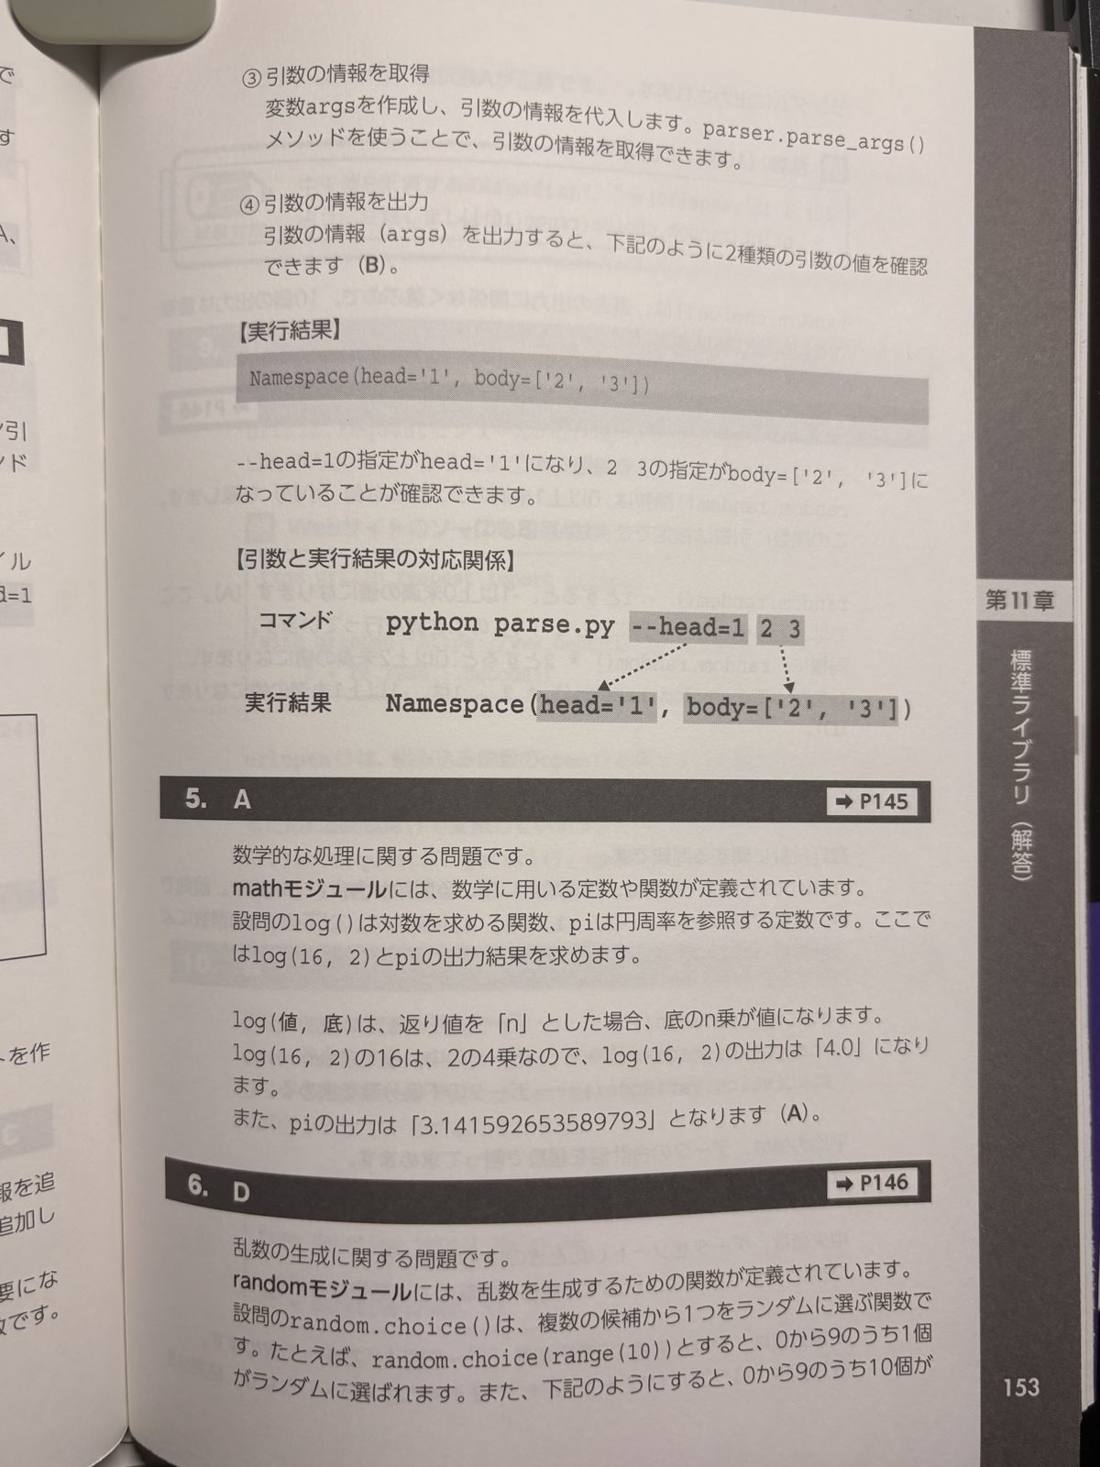 ③引数の情報を取得
変数argsを作成し、引数の情報を代入します。parser.parse_args()
メソッドを使うことで、引数の情報を取得できます。
④引数の情報を出力
引数の情報（args）を出力すると、下記のように2種類の引数の値を確認
できます（B）。
【実行結果】
Namespace(head='1', body=['2', '3'])
--head=1の指定がhead='1'になり、2 3の指定がbody=['2', '3']に
なっていることが確認できます。
【引数と実行結果の対応関係】
コマンド python parse.py --head=1 2 3
実行結果 Namespace(head='1', body=['2', '3'])
5. A ➡ P145
数学的な処理に関する問題です。
mathモジュールには、数学に用いる定数や関数が定義されています。
設問のlog()は対数を求める関数、piは円周率を参照する定数です。ここで
はlog(16, 2)とpiの出力結果を求めます。
log(値, 底)は、返り値を「n」とした場合、底のn乗が値になります。
log(16, 2)の16は、2の4乗なので、log(16, 2)の出力は「4.0」になり
ます。
また、piの出力は「3.141592653589793」となります（A）。
6. D ➡ P146
乱数の生成に関する問題です。
randomモジュールには、乱数を生成するための関数が定義されています。
設問のrandom.choice()は、複数の候補から1つをランダムに選ぶ関数で
す。たとえば、random.choice(range(10))とすると、0から9のうち1個
がランダムに選ばれます。また、下記のようにすると、0から9のうち10個が
第11章
標準ライブラリ（解答）
153